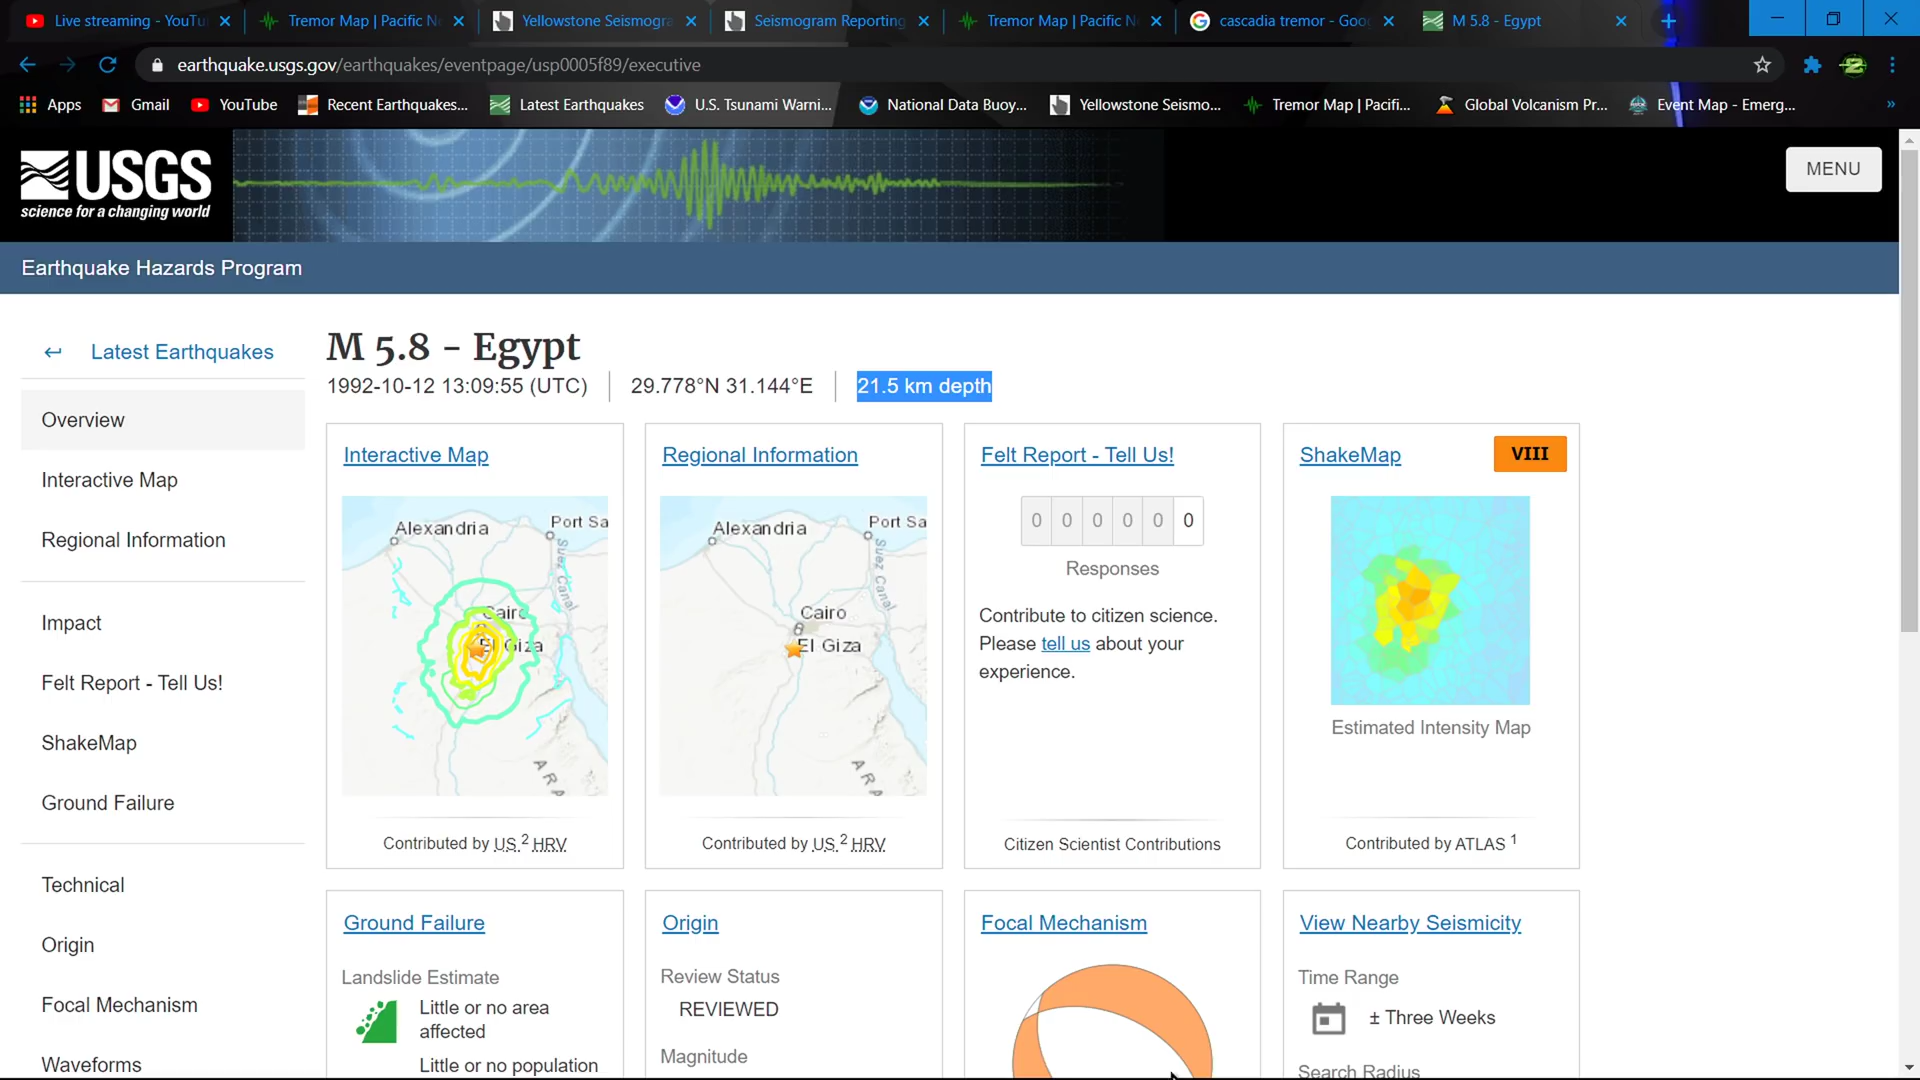 Live streaming - YouTu
Tremor Map | Pacific No
Yellowstone Seismogra
Seismogram Reporting
Tremor Map | Pacific No
cascadia tremor - Goo
M 5.8 - Egypt
earthquake.usgs.gov/earthquakes/eventpage/usp0005f89/executive
Apps
Gmail
YouTube
Recent Earthquakes...
Latest Earthquakes
U.S. Tsunami Warni...
National Data Buoy...
Yellowstone Seismo...
Tremor Map | Pacifi...
Global Volcanism Pr...
Event Map - Emerg...
»
USGS
science for a changing world
MENU
Earthquake Hazards Program
Latest Earthquakes
Overview
Interactive Map
Regional Information
Impact
Felt Report - Tell Us!
ShakeMap
Ground Failure
Technical
Origin
Focal Mechanism
Waveforms
M 5.8 - Egypt
1992-10-12 13:09:55 (UTC)
29.778°N 31.144°E
21.5 km depth
Interactive Map
Alexandria
Port Sa
Suez Canal
Cairo
El Giza
A R A
Contributed by US 2 HRV
Regional Information
Alexandria
Port Sa
Suez Canal
Cairo
El Giza
A R A
Contributed by US 2 HRV
Felt Report - Tell Us!
0 0 0 0 0 0
Responses
Contribute to citizen science.
Please tell us about your
experience.
Citizen Scientist Contributions
ShakeMap
VIII
Estimated Intensity Map
Contributed by ATLAS 1
Ground Failure
Landslide Estimate
Little or no area
affected
Little or no population
Origin
Review Status
REVIEWED
Magnitude
Focal Mechanism
View Nearby Seismicity
Time Range
± Three Weeks
Search Radius